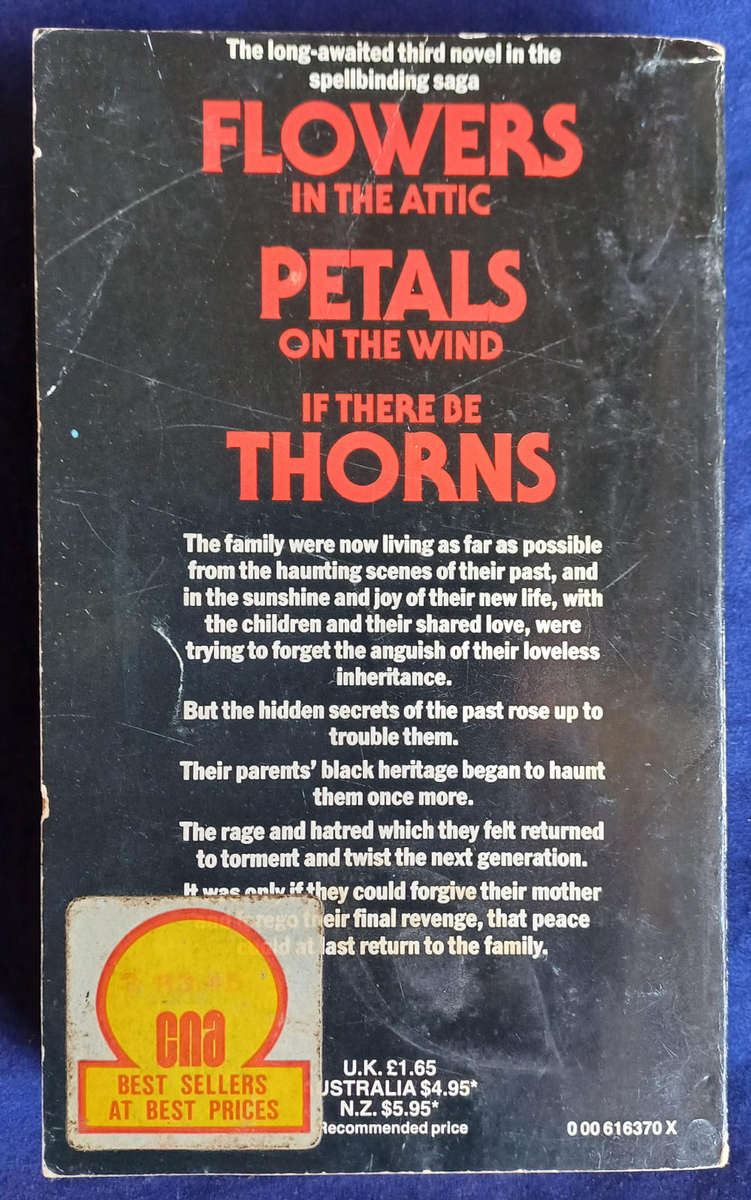 The long-awaited third novel in the
spellbinding saga
FLOWERS
IN THE ATTIC
PETALS
ON THE WIND
IF THERE BE
THORNS
The family were now living as far as possible
from the haunting scenes of their past, and
in the sunshine and joy of their new life, with
the children and their shared love, were
trying to forget the anguish of their loveless
inheritance.
But the hidden secrets of the past rose up to
trouble them.
Their parents' black heritage began to haunt
them once more.
The rage and hatred which they felt returned
to torment and twist the next generation.
It was only if they could forgive their mother
and forego their final revenge, that peace
could at last return to the family.
cna
BEST SELLERS
AT BEST PRICES
U.K. £1.65
USTRALIA $4.95*
N.Z. $5.95*
Recommended price
0 00 616370 X